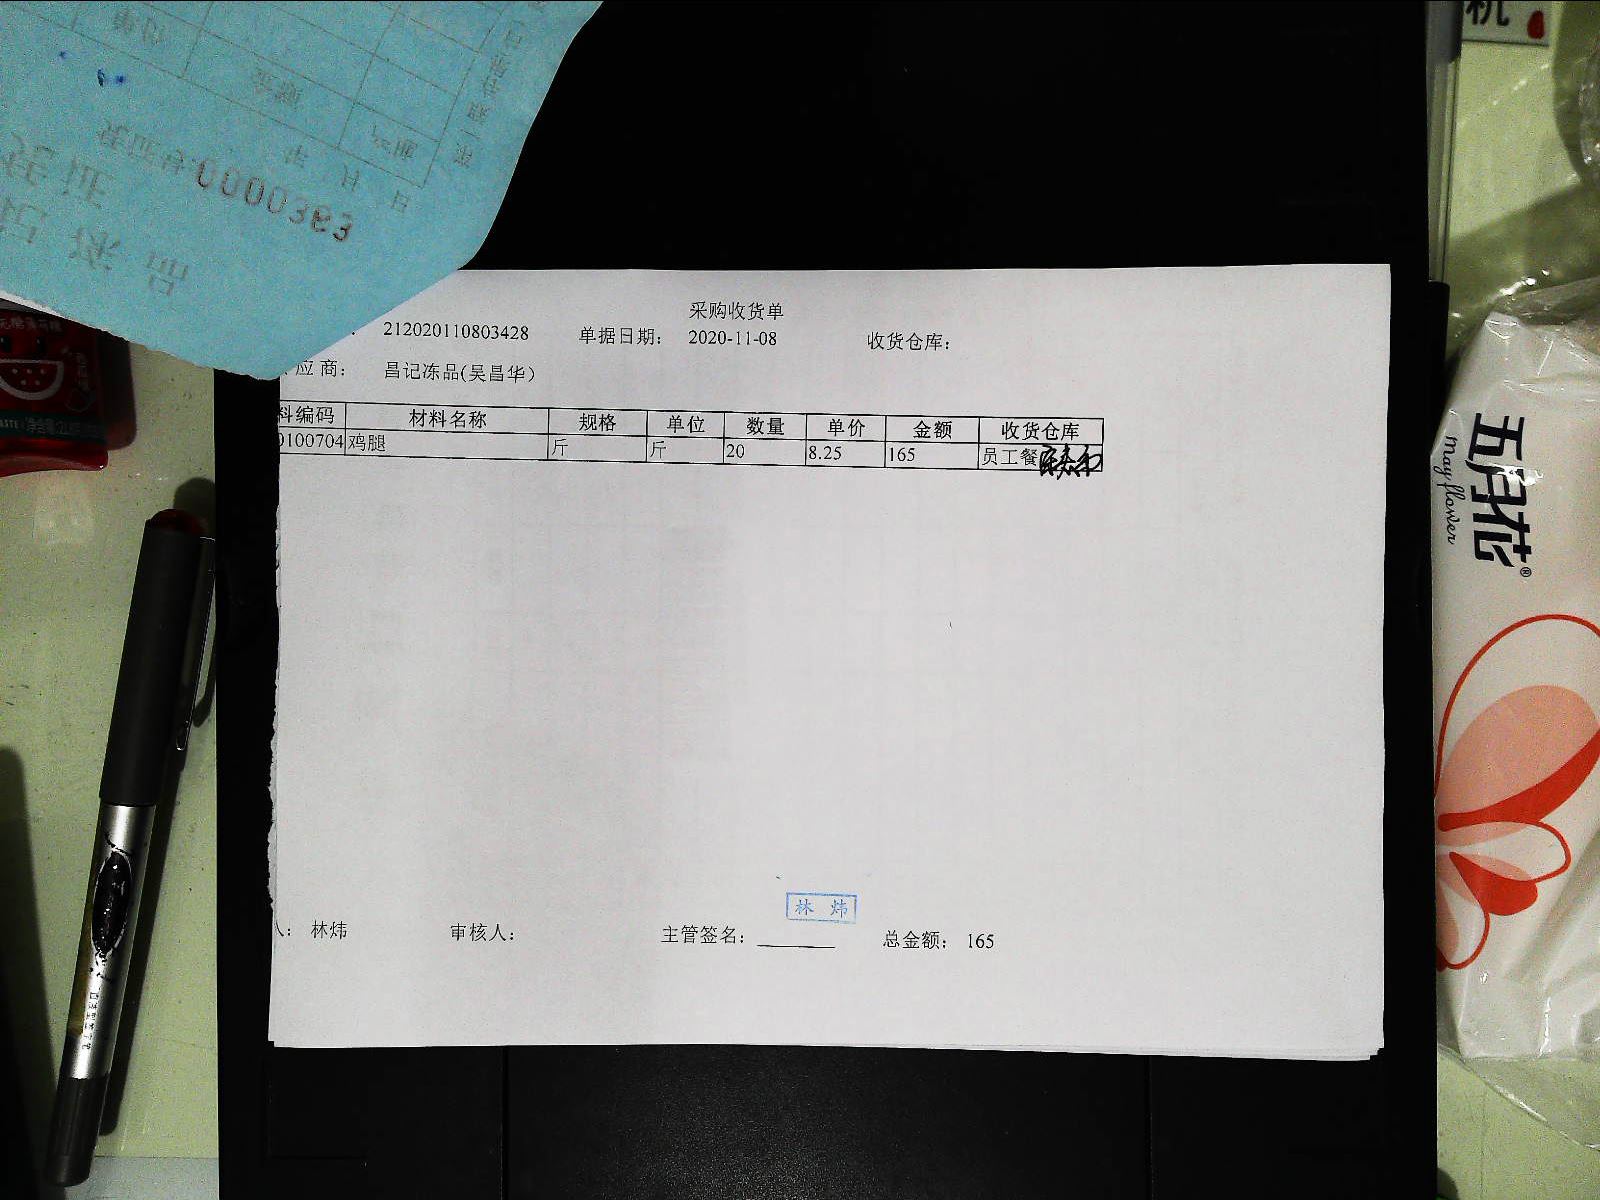 机
0000363
采购收货单
212020110803428 单据日期： 2020-11-08 收货仓库：
应商： 昌记冻品(吴昌华)
料编码 材料名称 规格 单位 数量 单价 金额 收货仓库
0100704 鸡腿 斤 斤 20 8.25 165 员工餐
林 炜
人： 林炜 审核人： 主管签名： 总金额： 165
五月花
may flower